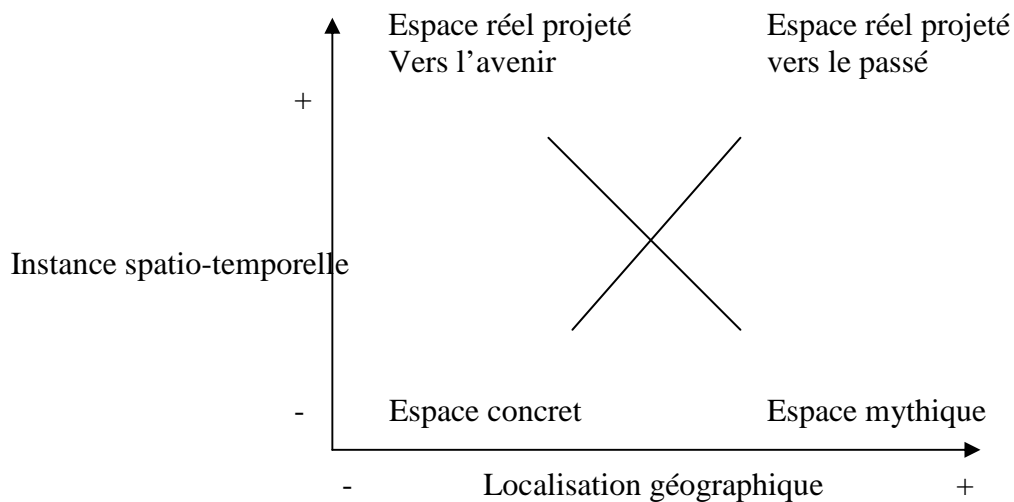 Espace réel projeté
Vers l’avenir
Espace réel projeté
vers le passé
+
Instance spatio-temporelle
-
Espace concret
Espace mythique
-
Localisation géographique
+